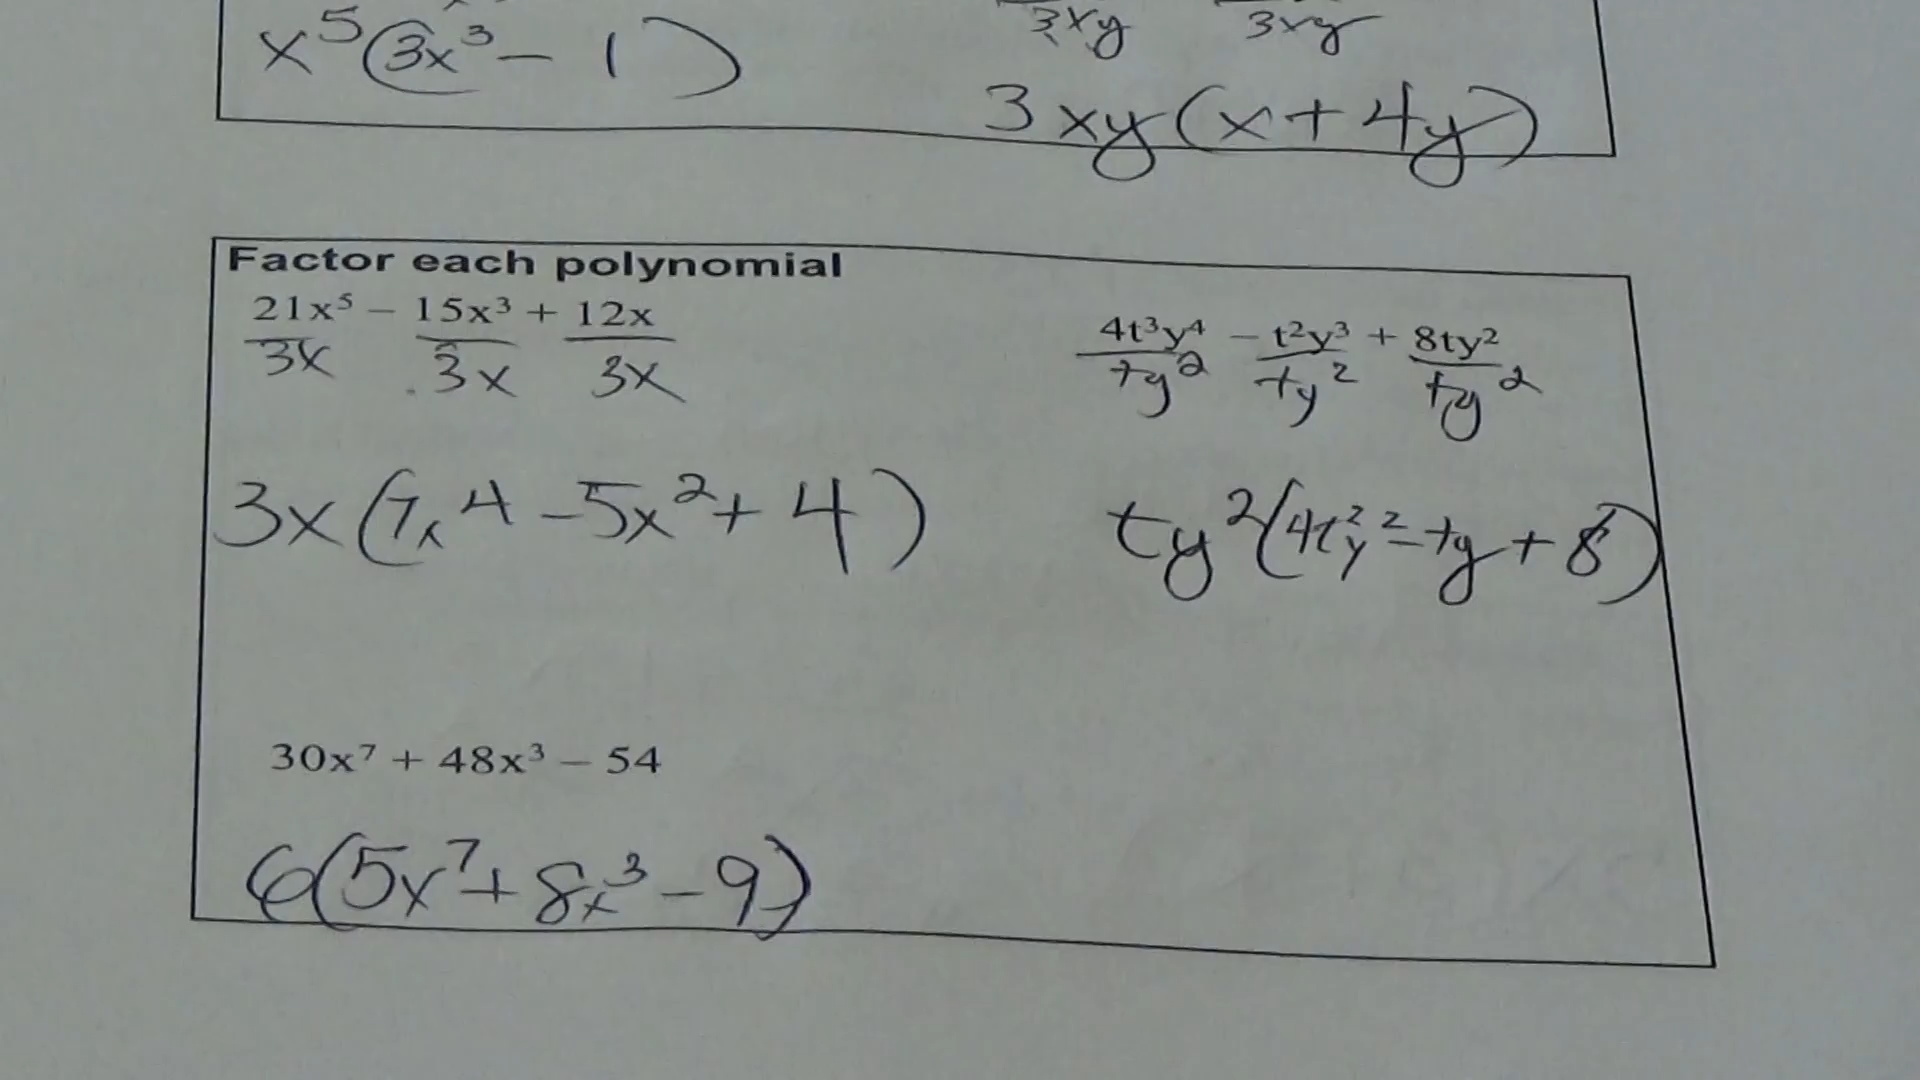 3xy 3xy
x⁵(3x³ − 1)
3xy(x + 4y)
Factor each polynomial
21x⁵ − 15x³ + 12x
3x 3x 3x
4t³y⁴ − t²y³ + 8ty²
ty² ty² ty²
3x(7x⁴ − 5x² + 4)
ty²(4t²y² − ty + 8)
30x⁷ + 48x³ − 54
6(5x⁷ + 8x³ − 9)